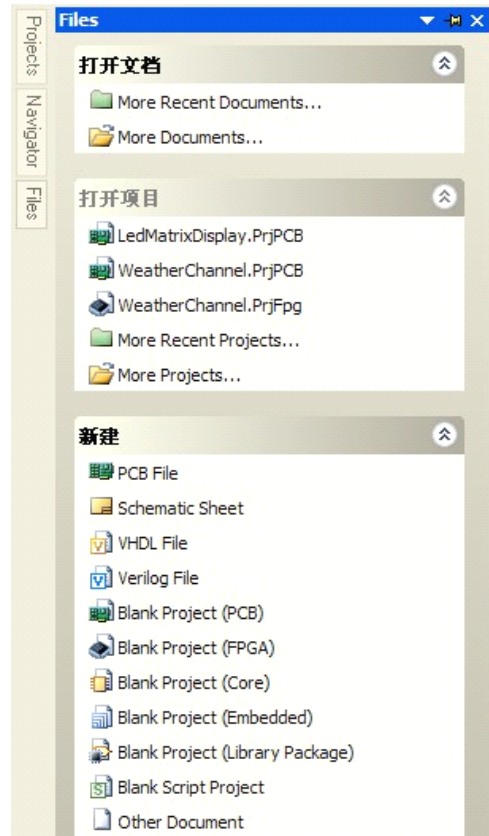 Projects
Navigator
Files
Files
打开文档
More Recent Documents...
More Documents...
打开项目
LedMatrixDisplay.PrjPCB
WeatherChannel.PrjPCB
WeatherChannel.PrjFpg
More Recent Projects...
More Projects...
新建
PCB File
Schematic Sheet
VHDL File
Verilog File
Blank Project (PCB)
Blank Project (FPGA)
Blank Project (Core)
Blank Project (Embedded)
Blank Project (Library Package)
Blank Script Project
Other Document